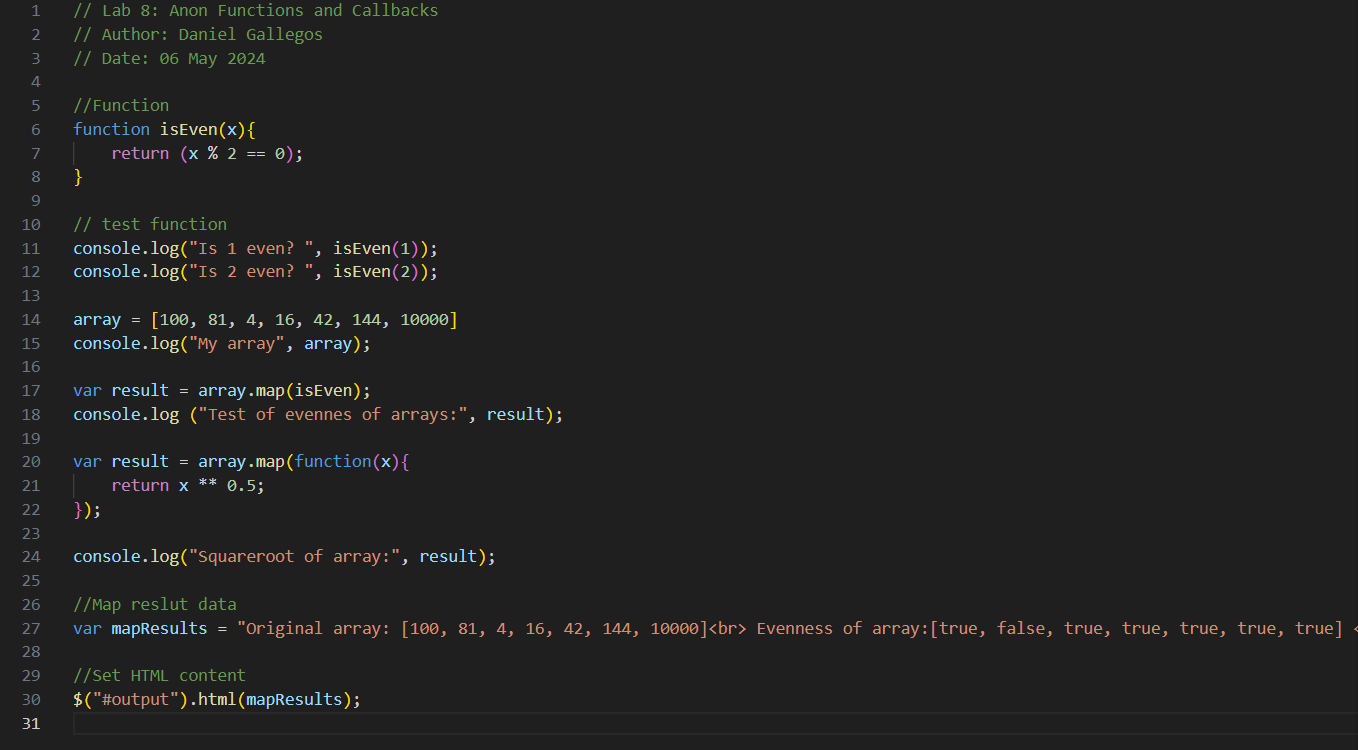 1 // Lab 8: Anon Functions and Callbacks
2 // Author: Daniel Gallegos
3 // Date: 06 May 2024
4
5 //Function
6 function isEven(x){
7     return (x % 2 == 0);
8 }
9
10 // test function
11 console.log("Is 1 even? ", isEven(1));
12 console.log("Is 2 even? ", isEven(2));
13
14 array = [100, 81, 4, 16, 42, 144, 10000]
15 console.log("My array", array);
16
17 var result = array.map(isEven);
18 console.log ("Test of evennes of arrays:", result);
19
20 var result = array.map(function(x){
21     return x ** 0.5;
22 });
23
24 console.log("Squareroot of array:", result);
25
26 //Map reslut data
27 var mapResults = "Original array: [100, 81, 4, 16, 42, 144, 10000]<br> Evenness of array:[true, false, true, true, true, true, true] <
28
29 //Set HTML content
30 $("#output").html(mapResults);
31